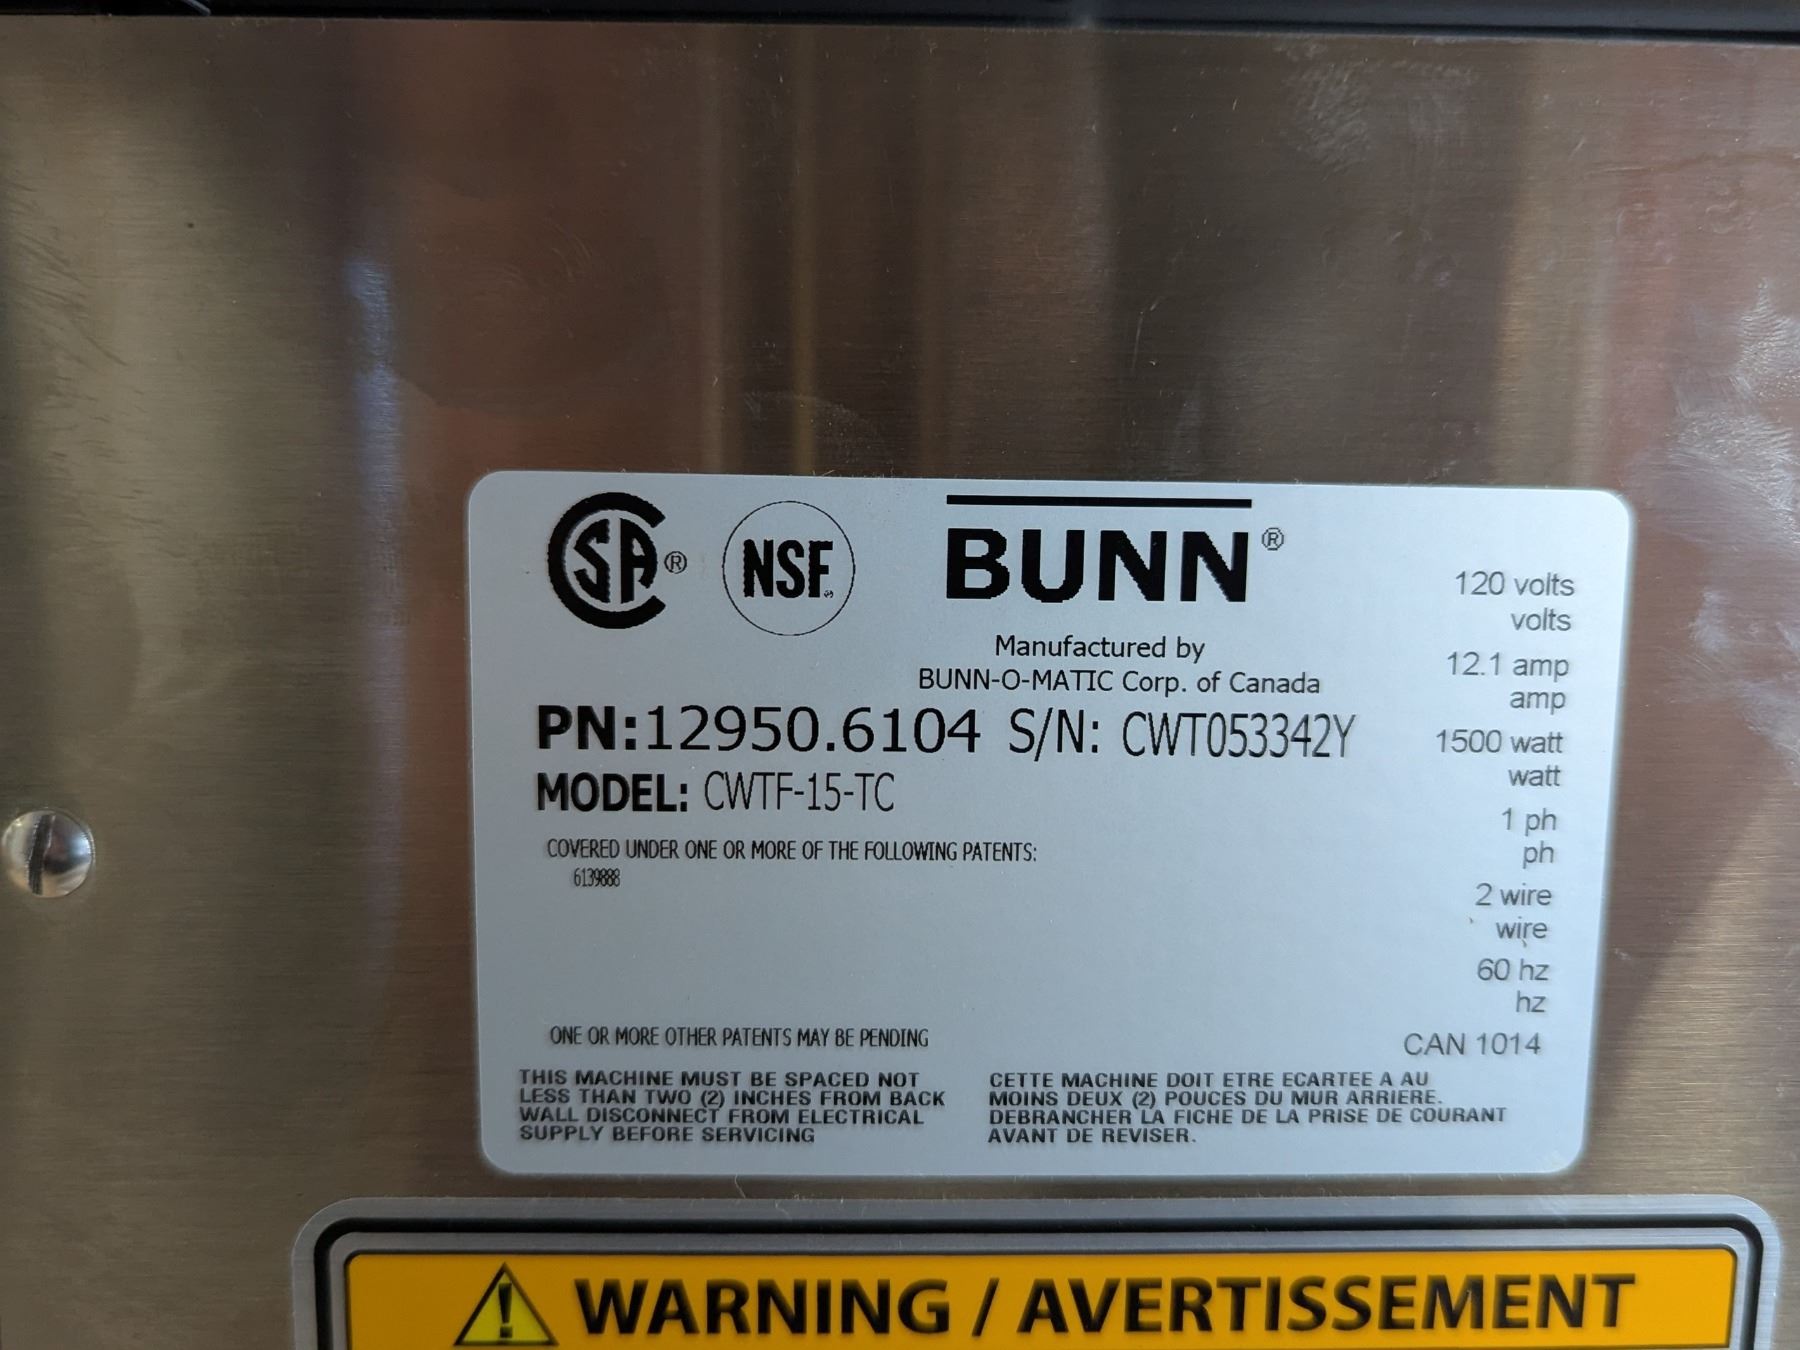 CSA®
NSF®
BUNN®
Manufactured by
BUNN-O-MATIC Corp. of Canada
PN:12950.6104 S/N: CWT053342Y
MODEL: CWTF-15-TC
COVERED UNDER ONE OR MORE OF THE FOLLOWING PATENTS:
6139888
120 volts
volts
12.1 amp
amp
1500 watt
watt
1 ph
ph
2 wire
wire
60 hz
hz
CAN 1014
ONE OR MORE OTHER PATENTS MAY BE PENDING
THIS MACHINE MUST BE SPACED NOT
LESS THAN TWO (2) INCHES FROM BACK
WALL DISCONNECT FROM ELECTRICAL
SUPPLY BEFORE SERVICING
CETTE MACHINE DOIT ETRE ECARTEE A AU
MOINS DEUX (2) POUCES DU MUR ARRIERE.
DEBRANCHER LA FICHE DE LA PRISE DE COURANT
AVANT DE REVISER.
WARNING / AVERTISSEMENT